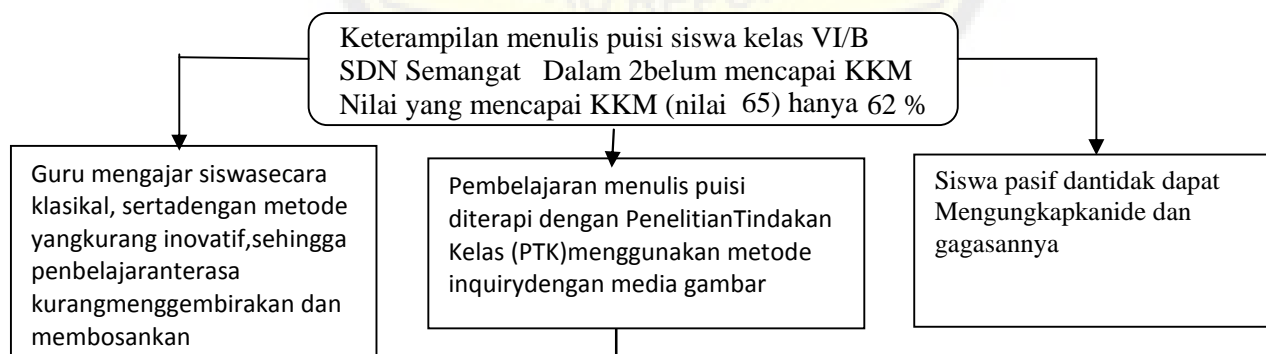 Keterampilan menulis puisi siswa kelas VI/B
SDN Semangat Dalam 2belum mencapai KKM
Nilai yang mencapai KKM (nilai 65) hanya 62 %
Guru mengajar siswasecara
klasikal, sertadengan metode
yangkurang inovatif,sehingga
penbelajaranterasa
kurangmenggembirakan dan
membosankan
Pembelajaran menulis puisi
diterapi dengan PenelitianTindakan
Kelas (PTK)menggunakan metode
inquirydengan media gambar
Siswa pasif dantidak dapat
Mengungkapkanide dan
gagasannya